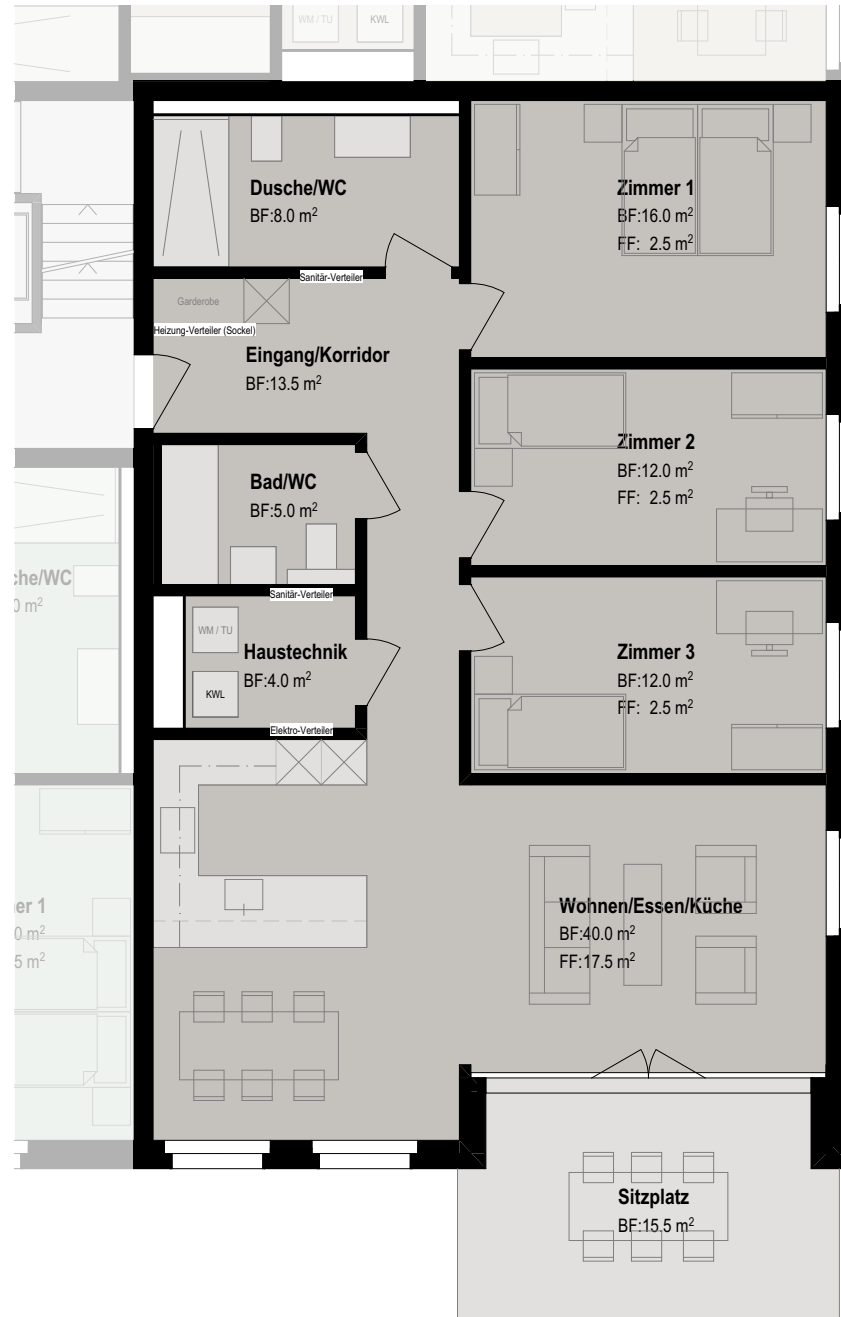 WM / TU
KWL
Dusche/WC
BF:8.0 m²
Zimmer 1
BF:16.0 m²
FF: 2.5 m²
Sanitär-Verteiler
Garderobe
Heizung-Verteiler (Sockel)
Eingang/Korridor
BF:13.5 m²
Zimmer 2
BF:12.0 m²
FF: 2.5 m²
Bad/WC
BF:5.0 m²
che/WC
0 m²
Sanitär-Verteiler
WM / TU
Haustechnik
BF:4.0 m²
KWL
Zimmer 3
BF:12.0 m²
FF: 2.5 m²
Elektro-Verteiler
er 1
0 m²
5 m²
Wohnen/Essen/Küche
BF:40.0 m²
FF:17.5 m²
Sitzplatz
BF:15.5 m²